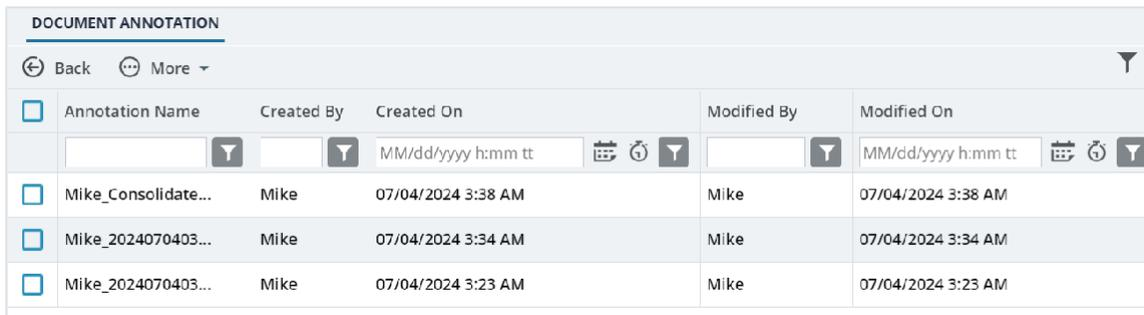 DOCUMENT ANNOTATION
Back More
Annotation Name Created By Created On Modified By Modified On
MM/dd/yyyy h:mm tt MM/dd/yyyy h:mm tt
Mike_Consolidate... Mike 07/04/2024 3:38 AM Mike 07/04/2024 3:38 AM
Mike_2024070403... Mike 07/04/2024 3:34 AM Mike 07/04/2024 3:34 AM
Mike_2024070403... Mike 07/04/2024 3:23 AM Mike 07/04/2024 3:23 AM